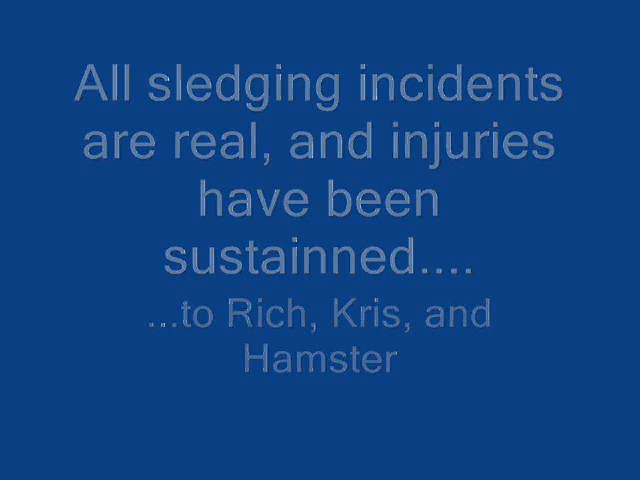 All sledging incidents
are real, and injuries
have been
sustainned....
...to Rich, Kris, and
Hamster